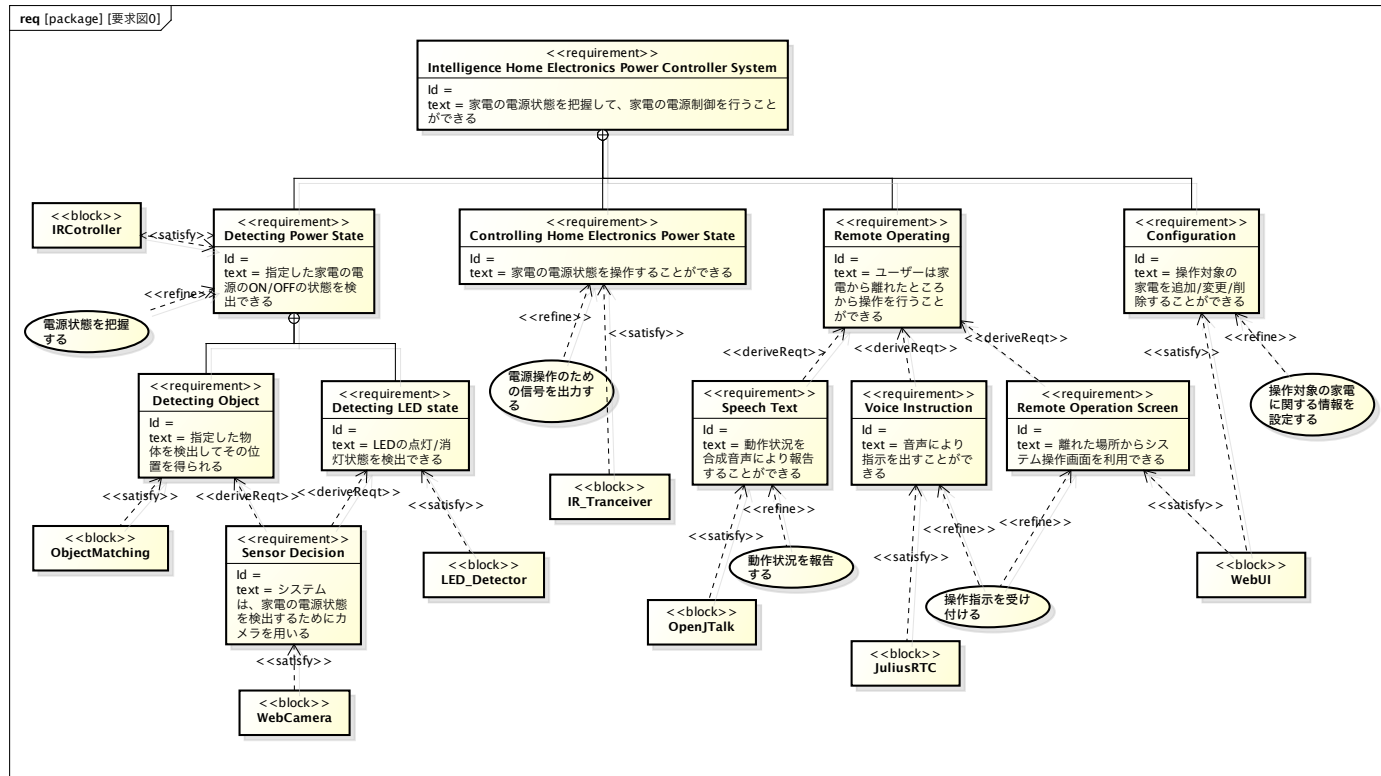 req [package] [要求図0]
<<requirement>>
Intelligence Home Electronics Power Controller System
Id =
text = 家電の電源状態を把握して、家電の電源制御を行うこと
ができる
<<block>>
IRCotroller
<<satisfy>>
<<requirement>>
Detecting Power State
Id =
text = 指定した家電の電
源のON/OFFの状態を検
出できる
<<refine>>
電源状態を把握
する
<<requirement>>
Controlling Home Electronics Power State
Id =
text = 家電の電源状態を操作することができる
<<refine>>
<<satisfy>>
電源操作のため
の信号を出力す
る
<<block>>
IR_Tranceiver
<<requirement>>
Remote Operating
Id =
text = ユーザーは家
電から離れたところ
から操作を行うこと
ができる
<<deriveReqt>>
<<deriveReqt>>
<<deriveReqt>>
<<requirement>>
Configuration
Id =
text = 操作対象の
家電を追加/変更/削
除することができる
<<refine>>
<<satisfy>>
操作対象の家電
に関する情報を
設定する
<<requirement>>
Detecting Object
Id =
text = 指定した物
体を検出してその位
置を得られる
<<requirement>>
Detecting LED state
Id =
text = LEDの点灯/消
灯状態を検出できる
<<satisfy>>
<<deriveReqt>>
<<deriveReqt>>
<<satisfy>>
<<block>>
ObjectMatching
<<requirement>>
Sensor Decision
Id =
text = システム
は、家電の電源状態
を検出するためにカ
メラを用いる
<<block>>
LED_Detector
<<satisfy>>
<<block>>
WebCamera
<<requirement>>
Speech Text
Id =
text = 動作状況を
合成音声により報告
することができる
<<requirement>>
Voice Instruction
Id =
text = 音声により
指示を出すことがで
きる
<<requirement>>
Remote Operation Screen
Id =
text = 離れた場所からシス
テム操作画面を利用できる
<<refine>>
<<satisfy>>
動作状況を報告
する
<<block>>
OpenJTalk
<<refine>>
<<satisfy>>
<<refine>>
<<satisfy>>
操作指示を受け
付ける
<<block>>
JuliusRTC
<<block>>
WebUI